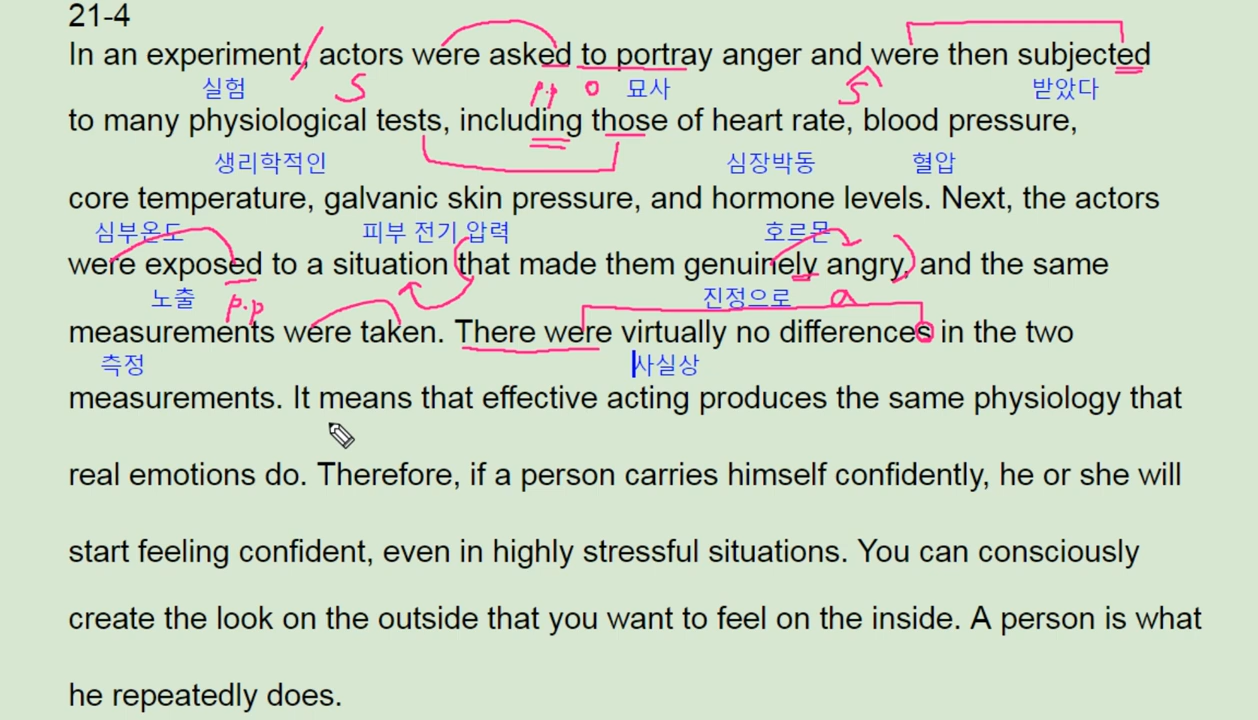 21-4
In an experiment, actors were asked to portray anger and were then subjected
실험 S p.p o 묘사 S 받았다
to many physiological tests, including those of heart rate, blood pressure,
생리학적인 심장박동 혈압
core temperature, galvanic skin pressure, and hormone levels. Next, the actors
심부온도 피부 전기 압력 호르몬
were exposed to a situation that made them genuinely angry, and the same
노출 p.p 진정으로 a
measurements were taken. There were virtually no differences in the two
측정 사실상
measurements. It means that effective acting produces the same physiology that
real emotions do. Therefore, if a person carries himself confidently, he or she will
start feeling confident, even in highly stressful situations. You can consciously
create the look on the outside that you want to feel on the inside. A person is what
he repeatedly does.